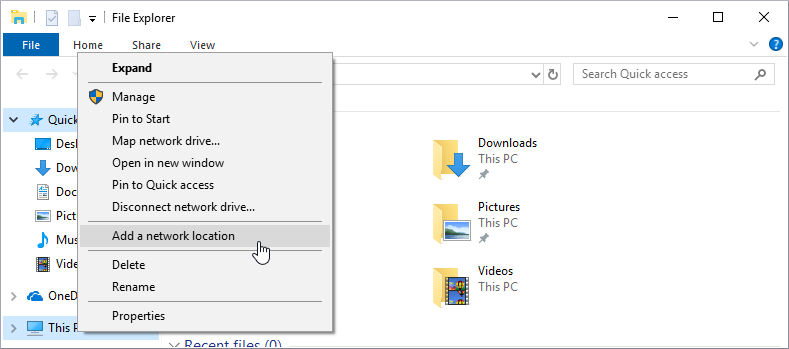 File Explorer
File
Home
Share
View
Search Quick access
Expand
Manage
Pin to Start
Map network drive...
Open in new window
Pin to Quick access
Disconnect network drive...
Add a network location
Delete
Rename
Properties
Quick
Desk
Dow
Doc
Pict
Mus
Vide
OneD
This P
Downloads
This PC
Pictures
This PC
Videos
This PC
Recent files (0)